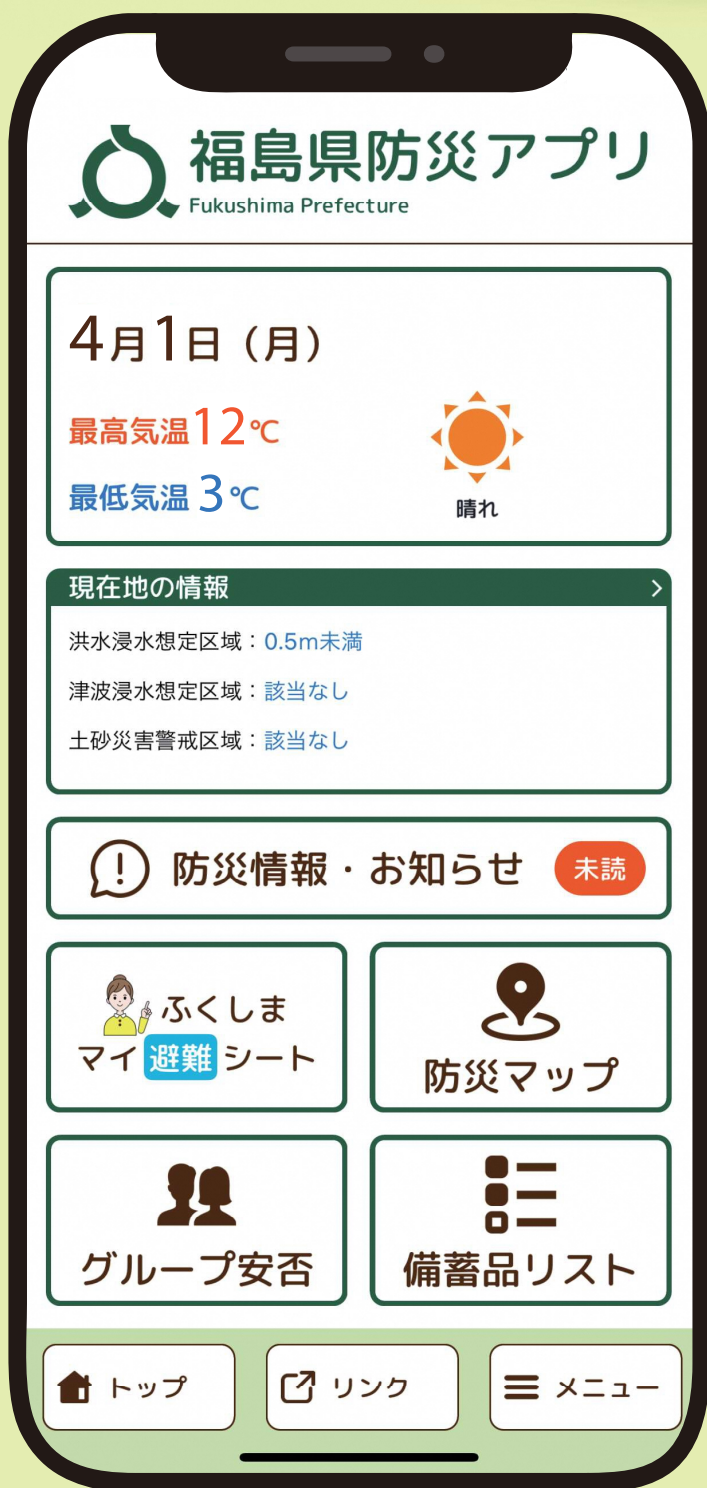 福島県防災アプリ
Fukushima Prefecture
4月1日（月）
最高気温12℃
最低気温 3℃
晴れ
現在地の情報
洪水浸水想定区域：0.5m未満
津波浸水想定区域：該当なし
土砂災害警戒区域：該当なし
防災情報・お知らせ 未読
ふくしま
マイ避難シート
防災マップ
グループ安否
備蓄品リスト
トップ
リンク
メニュー